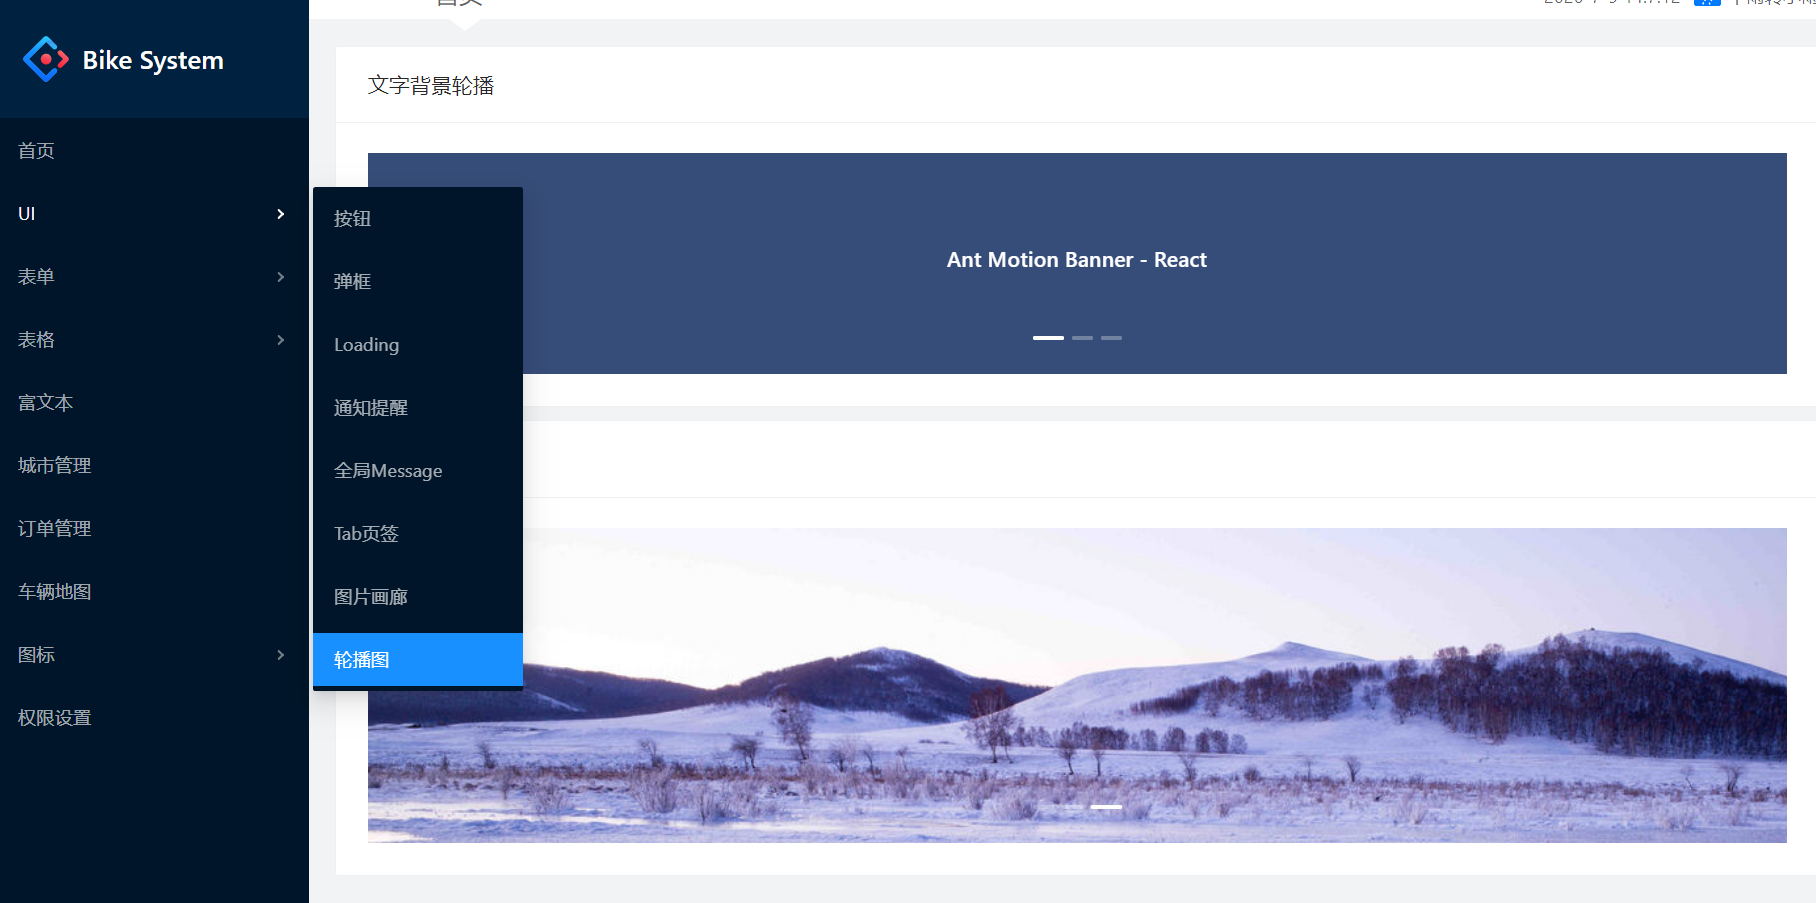 首页
Bike System
首页
UI
表单
表格
富文本
城市管理
订单管理
车辆地图
图标
权限设置
按钮
弹框
Loading
通知提醒
全局Message
Tab页签
图片画廊
轮播图
文字背景轮播
Ant Motion Banner - React